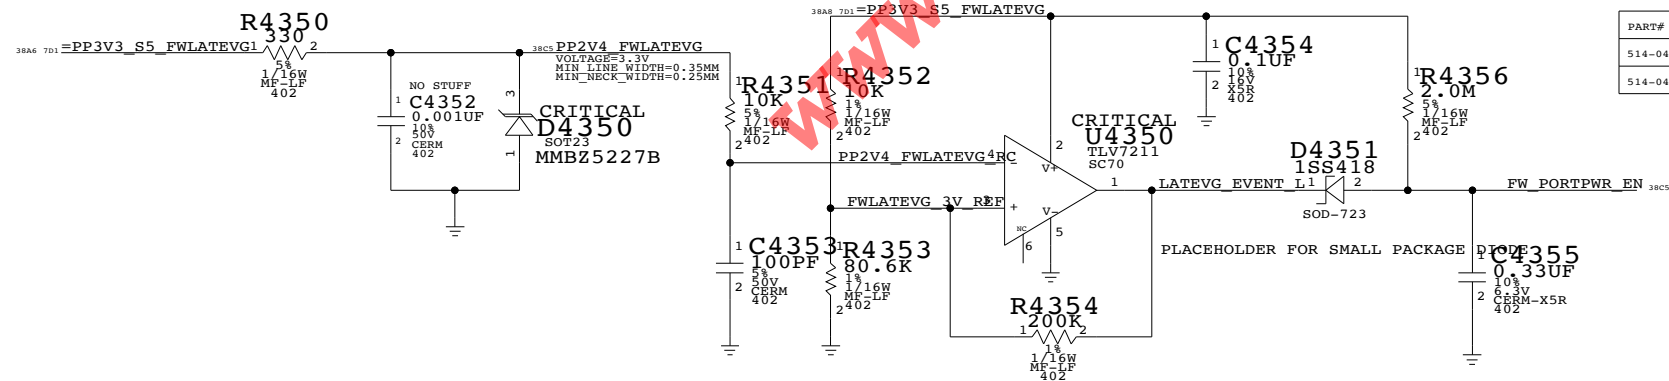 38A6 7D1 =PP3V3_S5_FWLATEVG
R4350
330
1 2
5%
1/16W
MF-LF
402
NO STUFF
C4352
0.001UF
10%
50V
CERM
402
1
2
3
1
CRITICAL
D4350
SOT23
MMBZ5227B
38C5 PP2V4_FWLATEVG
VOLTAGE=3.3V
MIN_LINE_WIDTH=0.35MM
MIN_NECK_WIDTH=0.25MM
1
R4351
10K
5%
1/16W
MF-LF
402
2
38A8 7D1 =PP3V3_S5_FWLATEVG
WWW
1
R4352
10K
1%
1/16W
MF-LF
402
2
PP2V4_FWLATEVG_RC
FWLATEVG_3V_REF
1
C4353
100PF
5%
50V
CERM
402
2
1
R4353
80.6K
1%
1/16W
MF-LF
402
2
CRITICAL
U4350
TLV7211
SC70
4
-
3
+
2
V+
V-
5
NC
6
1
R4354
200K
1 2
1%
1/16W
MF-LF
402
1
C4354
0.1UF
10%
16V
X5R
402
2
LATEVG_EVENT_L
D4351
1SS418
1 2
SOD-723
PLACEHOLDER FOR SMALL PACKAGE DIODE
1
R4356
2.0M
5%
1/16W
MF-LF
402
2
FW_PORTPWR_EN 38C5
1
C4355
0.33UF
10%
6.3V
CERM-X5R
402
2
PART#
514-04
514-04